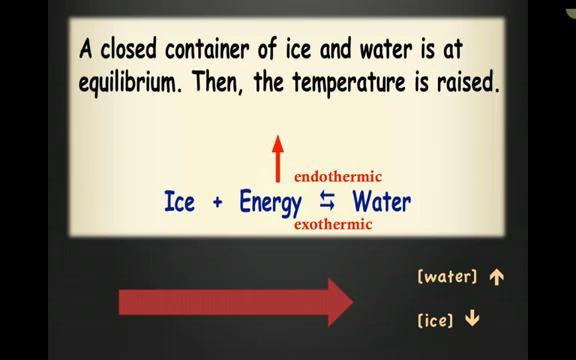 A closed container of ice and water is at
equilibrium. Then, the temperature is raised.
endothermic
Ice + Energy ⇆ Water
exothermic
[water] ↑
[ice] ↓